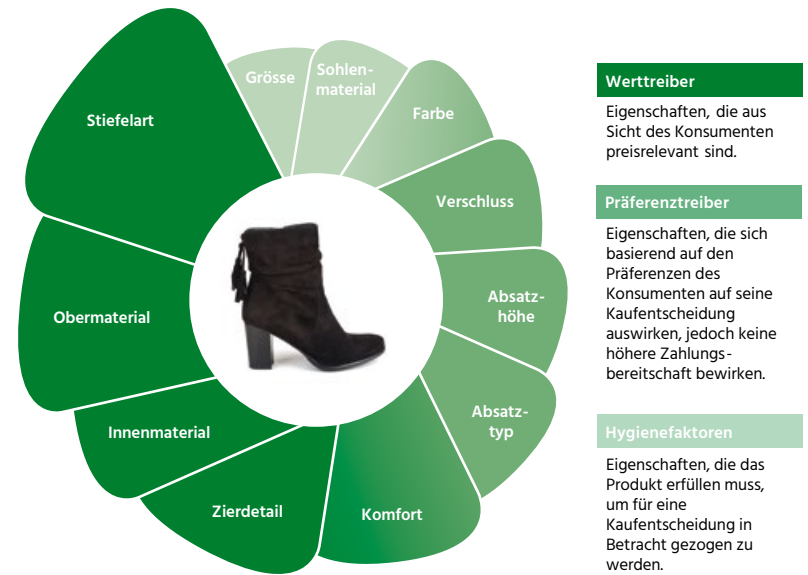 Grösse
Sohlen-
material
Farbe
Stiefelart
Verschluss
Absatz-
höhe
Obermaterial
Absatz-
typ
Innenmaterial
Zierdetail
Komfort
Werttreiber
Eigenschaften, die aus
Sicht des Konsumenten
preisrelevant sind.
Präferenztreiber
Eigenschaften, die sich
basierend auf den
Präferenzen des
Konsumenten auf seine
Kaufentscheidung
auswirken, jedoch keine
höhere Zahlungs-
bereitschaft bewirken.
Hygienefaktoren
Eigenschaften, die das
Produkt erfüllen muss,
um für eine
Kaufentscheidung in
Betracht gezogen zu
werden.